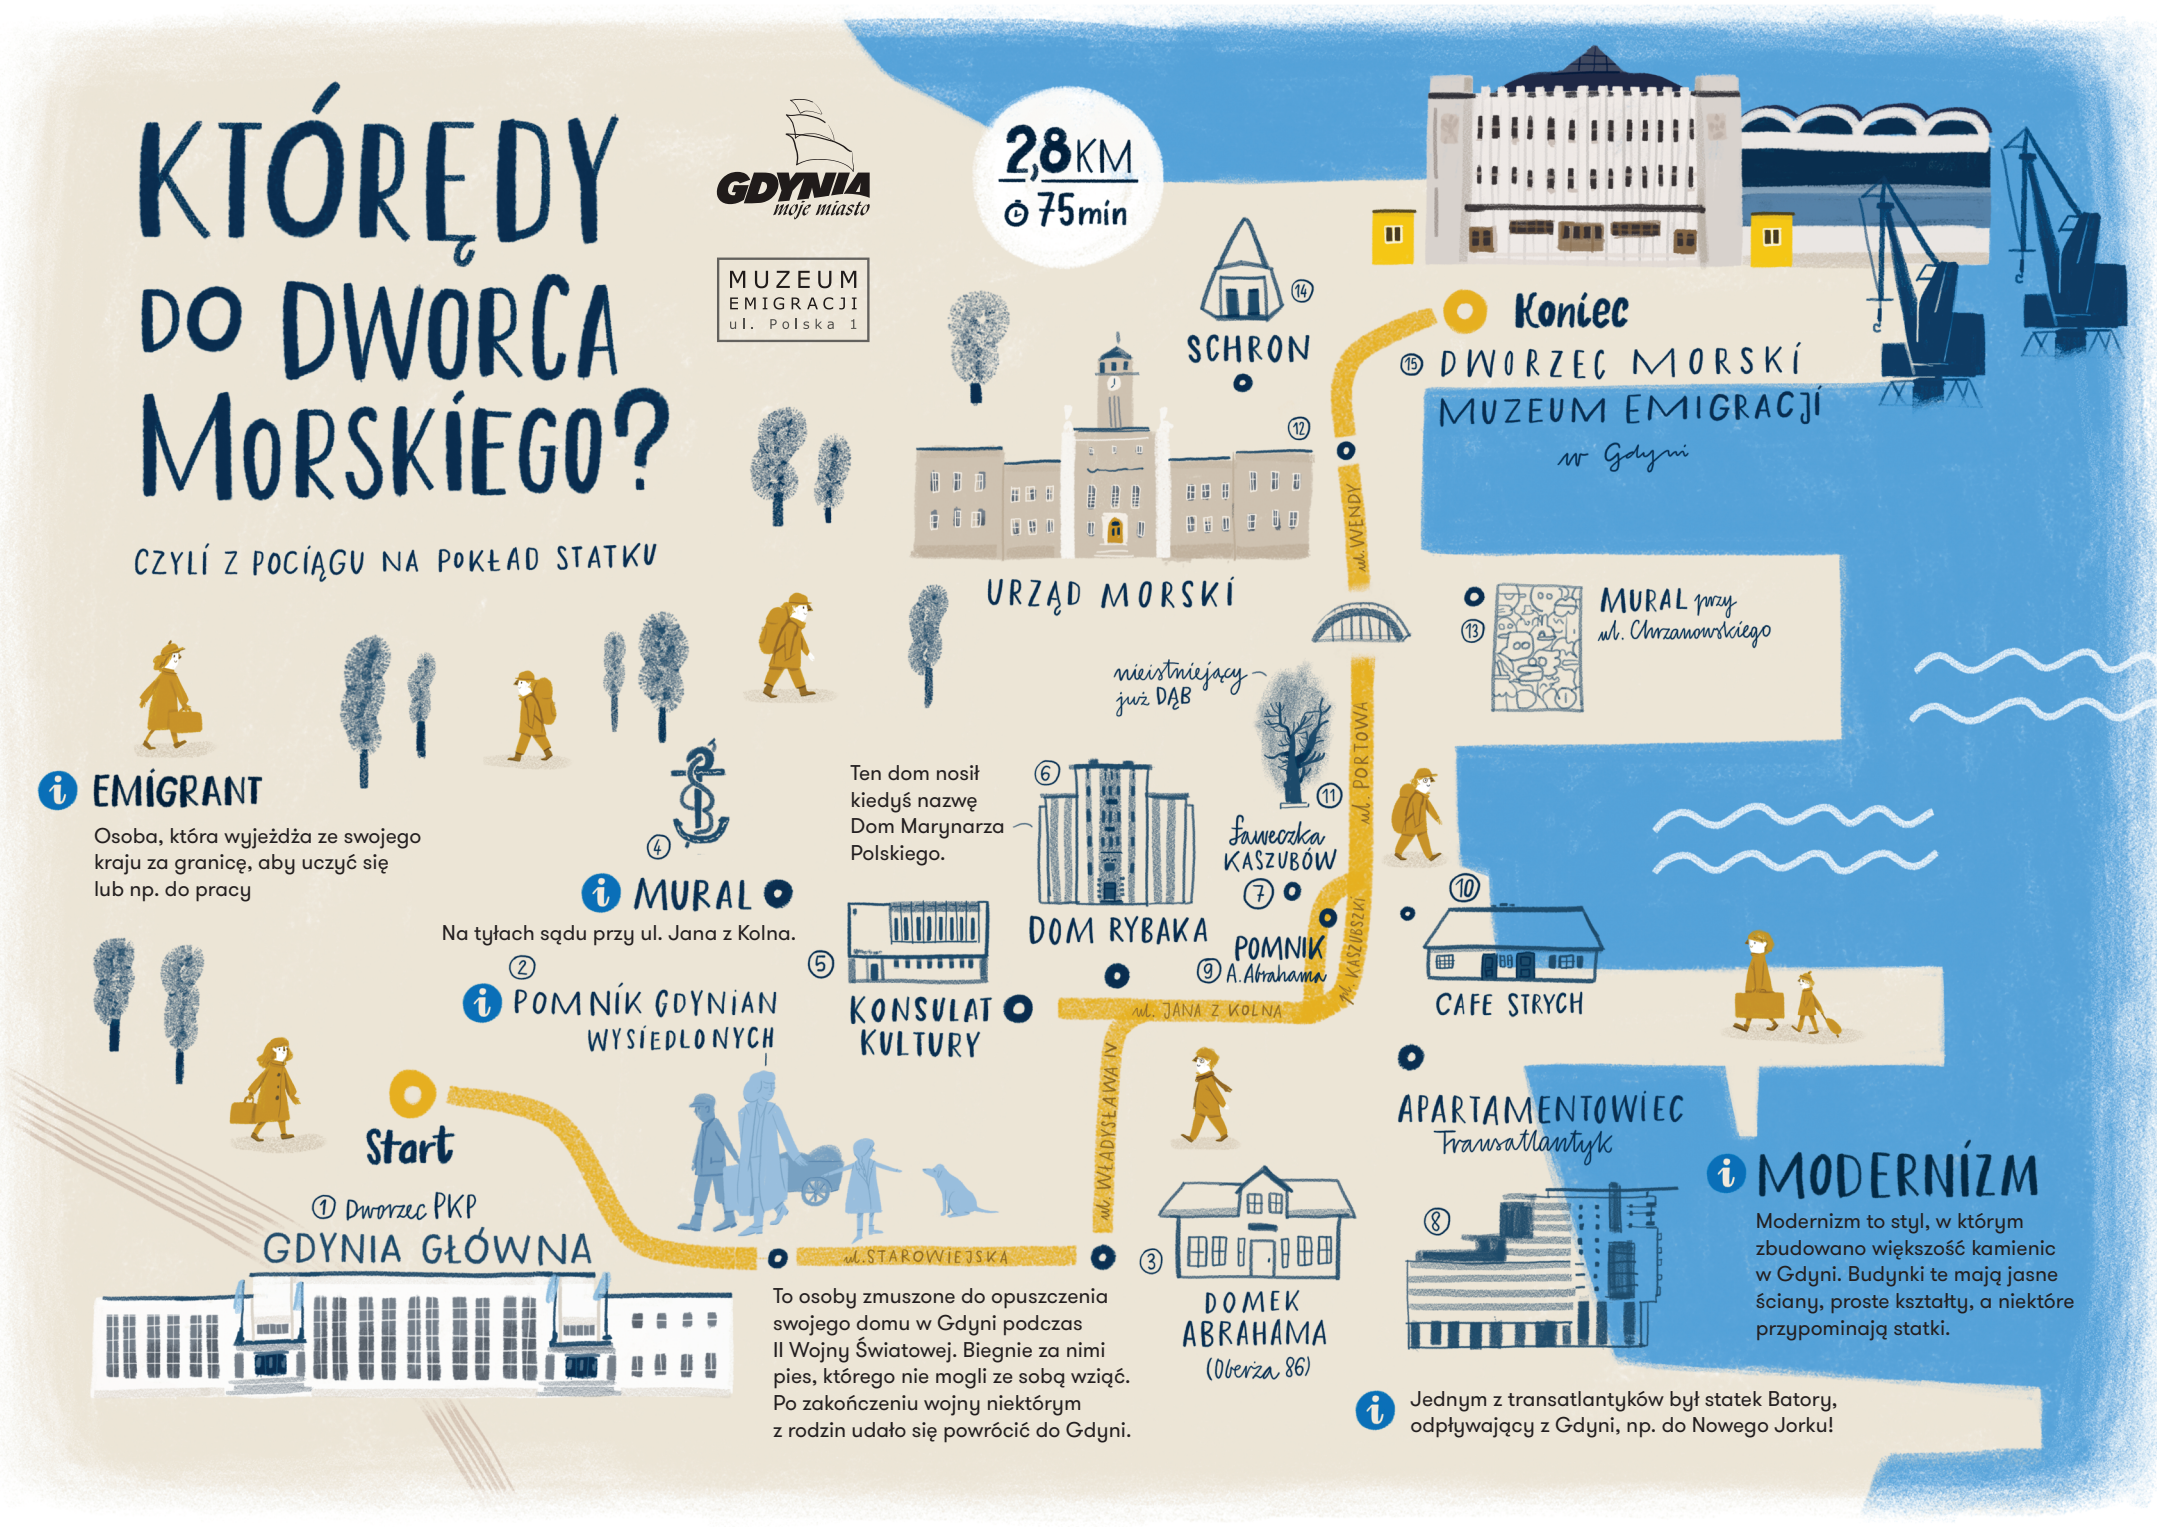 KTÓRĘDY
DO DWORCA
MORSKIEGO?
CZYLI Z POCIĄGU NA POKŁAD STATKU
GDYNIA
moje miasto
MUZEUM
EMIGRACJI
ul. Polska 1
2,8 KM
75 min
14
SCHRON
Koniec
15 DWORZEC MORSKI
MUZEUM EMIGRACJI
w Gdyni
12
URZĄD MORSKI
ul. WENDY
13
MURAL przy
ul. Chrzanowskiego
nieistniejący
już DĄB
11
ul. PORTOWA
i EMIGRANT
Osoba, która wyjeżdża ze swojego
kraju za granicę, aby uczyć się
lub np. do pracy
4
i MURAL
Na tyłach sądu przy ul. Jana z Kolna.
Ten dom nosił
kiedyś nazwę
Dom Marynarza
Polskiego.
6
DOM RYBAKA
ławeczka
KASZUBÓW
7
POMNIK
9 A. Abrahama
pl. KASZUBSKI
10
CAFE STRYCH
5
KONSULAT
KULTURY
ul. JANA Z KOLNA
2
i POMNIK GDYNIAN
WYSIEDLONYCH
Start
1 Dworzec PKP
GDYNIA GŁÓWNA
ul. STAROWIEJSKA
ul. WŁADYSŁAWA IV
To osoby zmuszone do opuszczenia
swojego domu w Gdyni podczas
II Wojny Światowej. Biegnie za nimi
pies, którego nie mogli ze sobą wziąć.
Po zakończeniu wojny niektórym
z rodzin udało się powrócić do Gdyni.
3
DOMEK
ABRAHAMA
(Oberża 86)
APARTAMENTOWIEC
Transatlantyk
8
i MODERNIZM
Modernizm to styl, w którym
zbudowano większość kamienic
w Gdyni. Budynki te mają jasne
ściany, proste kształty, a niektóre
przypominają statki.
i Jednym z transatlantyków był statek Batory,
odpływający z Gdyni, np. do Nowego Jorku!